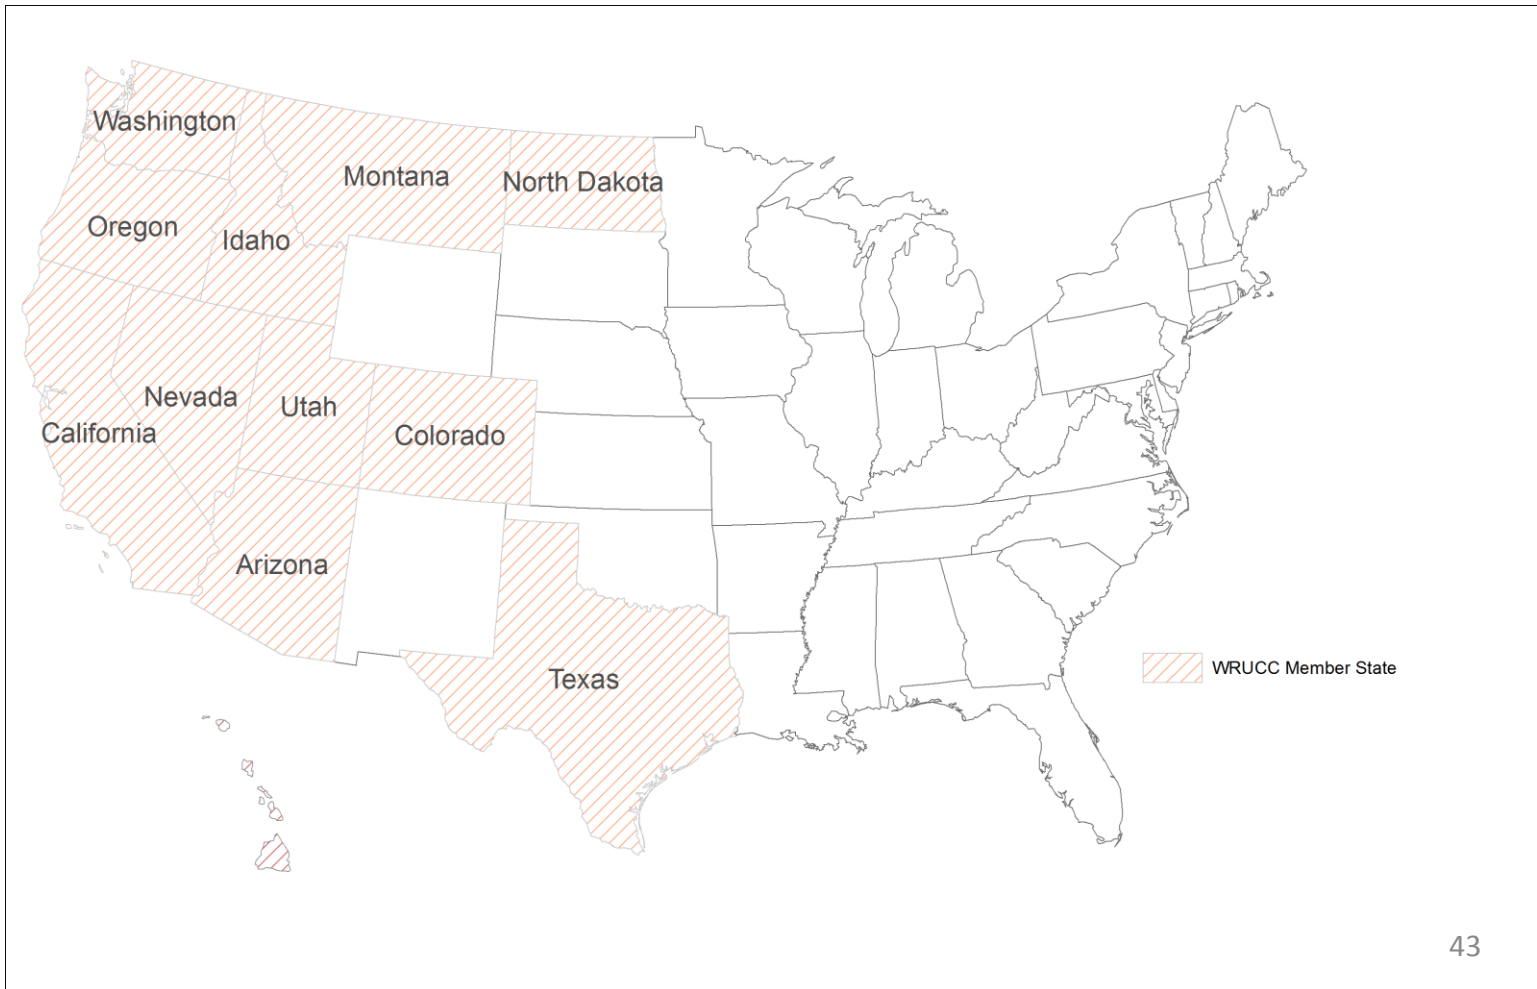 Washington
Montana
North Dakota
Oregon
Idaho
Nevada
Utah
California
Colorado
Arizona
Texas
WRUCC Member State
43